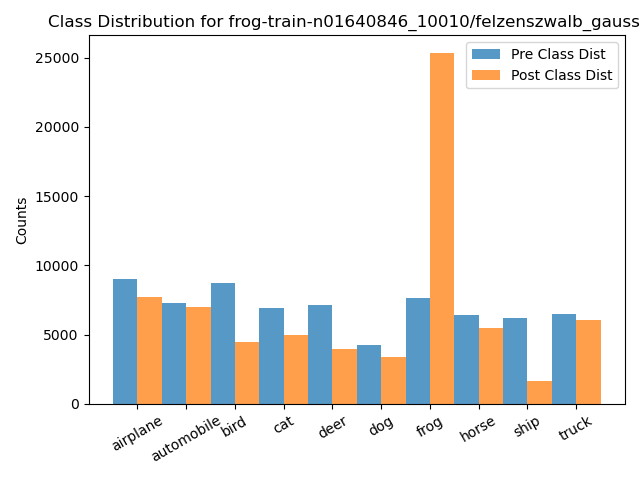 Class Distribution for frog-train-n01640846_10010/felzenszwalb_gauss
Pre Class Dist
Post Class Dist
Counts
25000
20000
15000
10000
5000
0
airplane
automobile
bird
cat
deer
dog
frog
horse
ship
truck